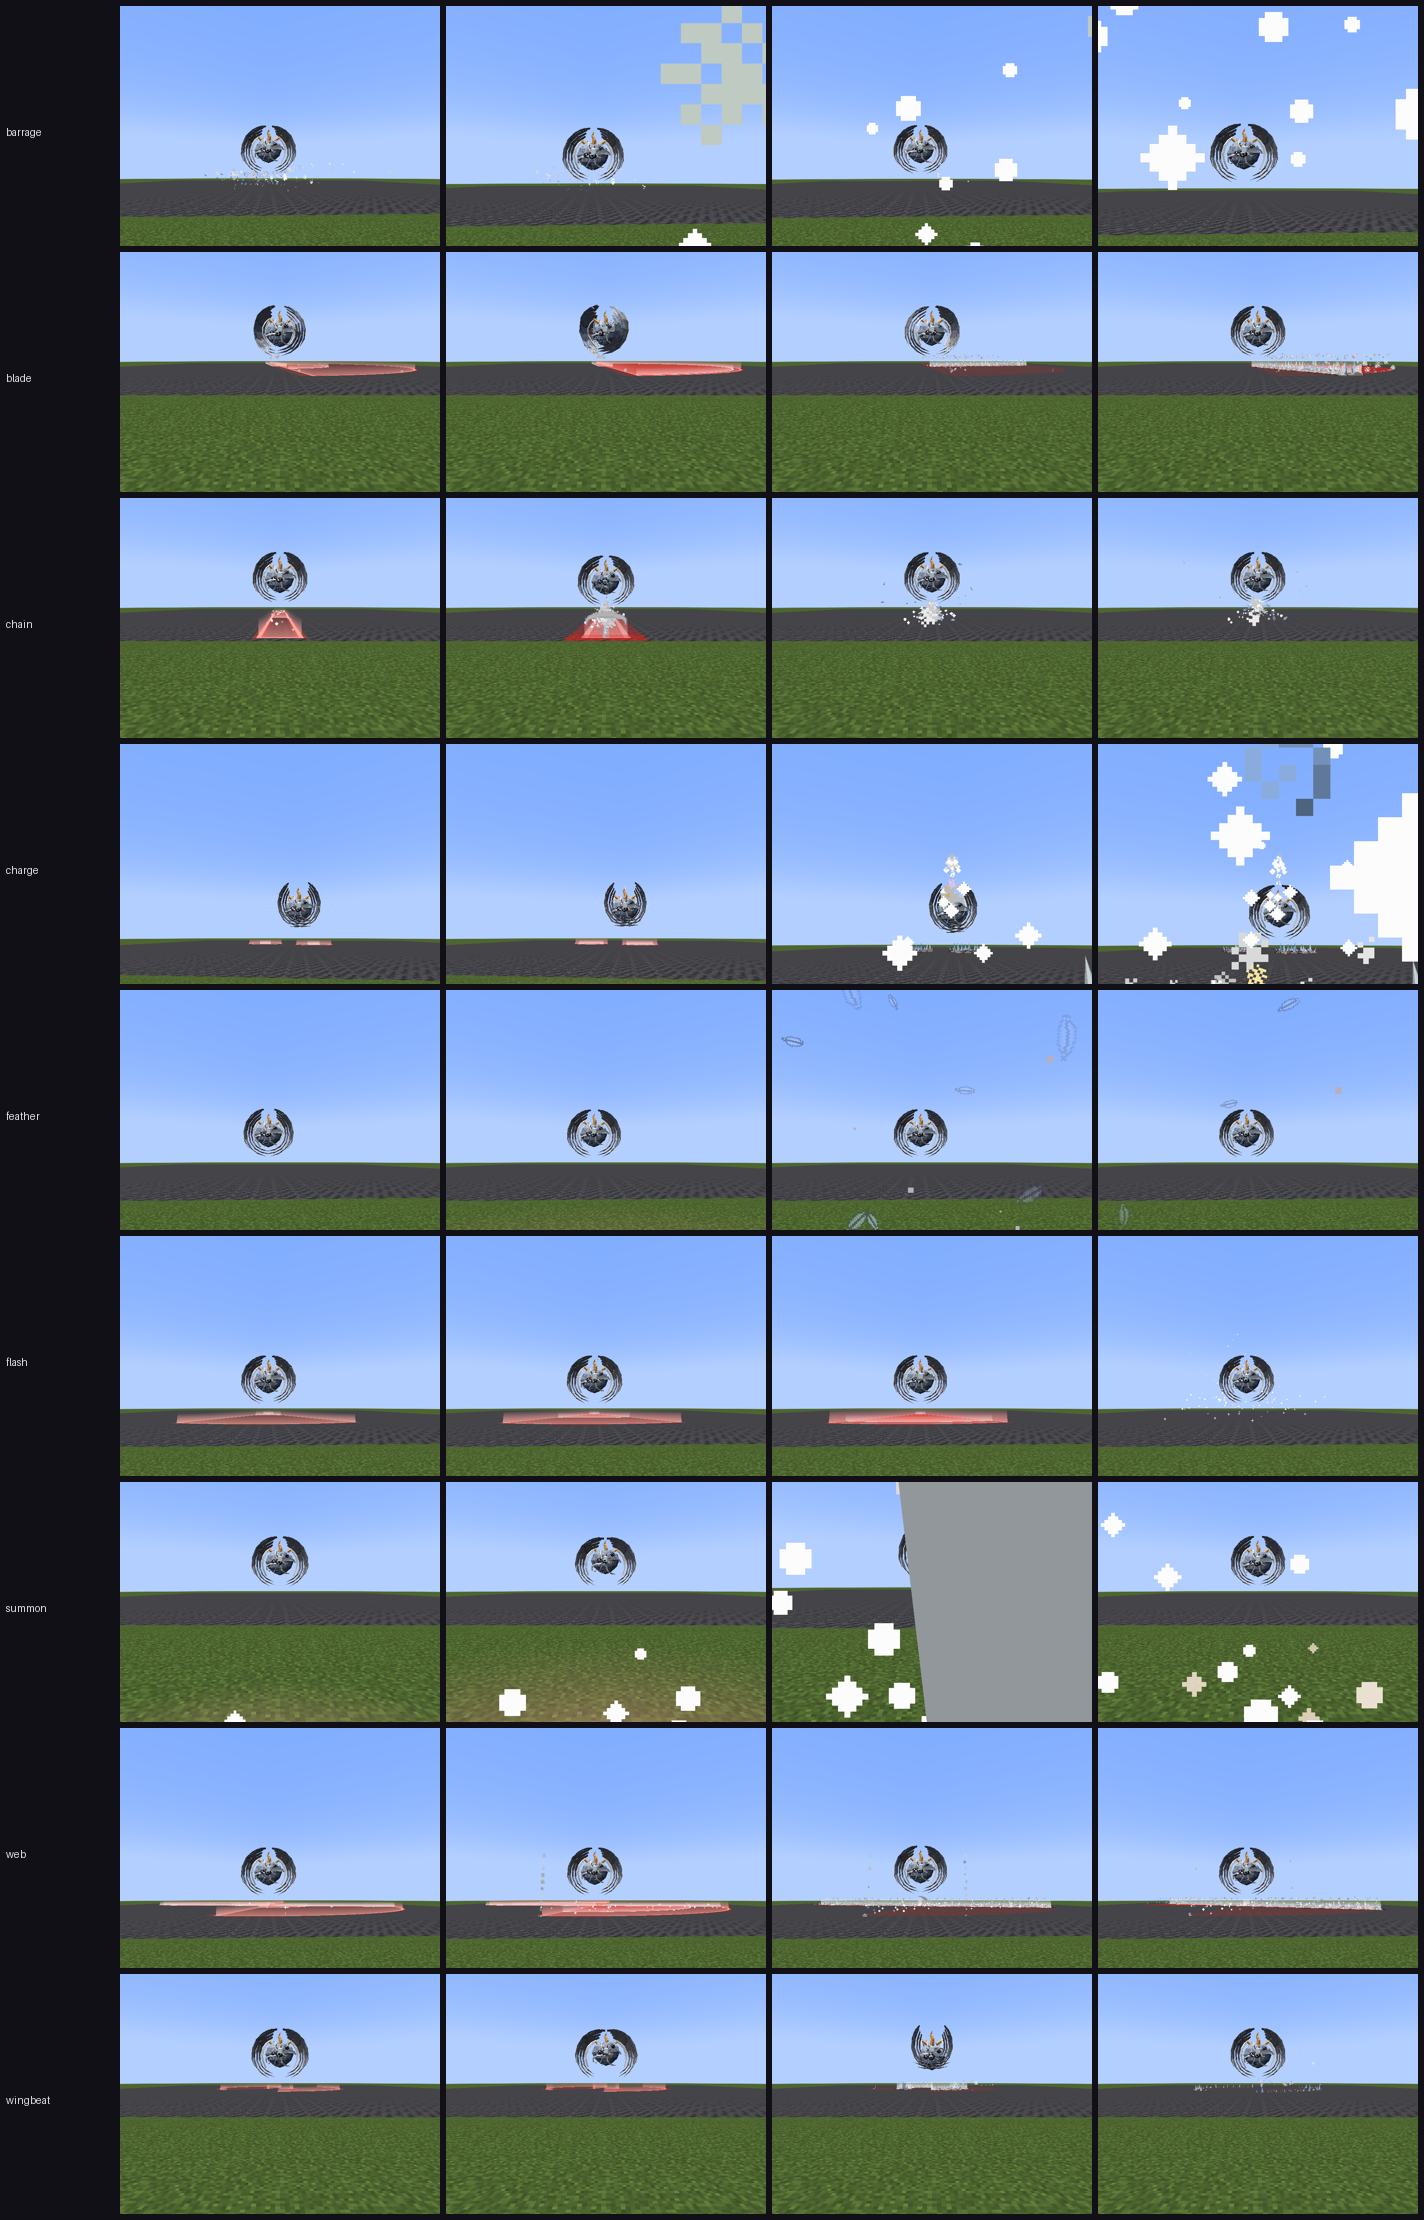 barrage
blade
chain
charge
feather
flash
summon
web
wingbeat